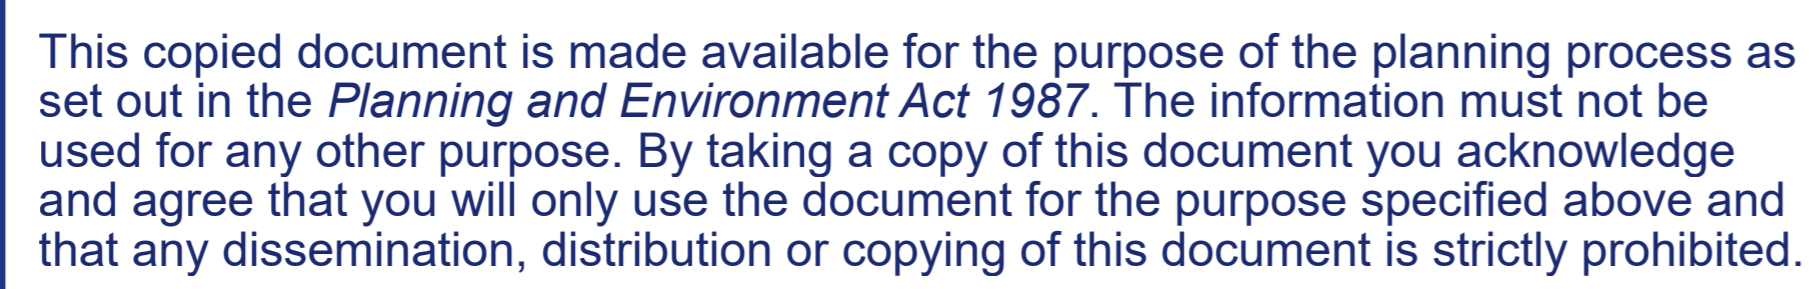 This copied document is made available for the purpose of the planning process as
set out in the Planning and Environment Act 1987. The information must not be
used for any other purpose. By taking a copy of this document you acknowledge
and agree that you will only use the document for the purpose specified above and
that any dissemination, distribution or copying of this document is strictly prohibited.